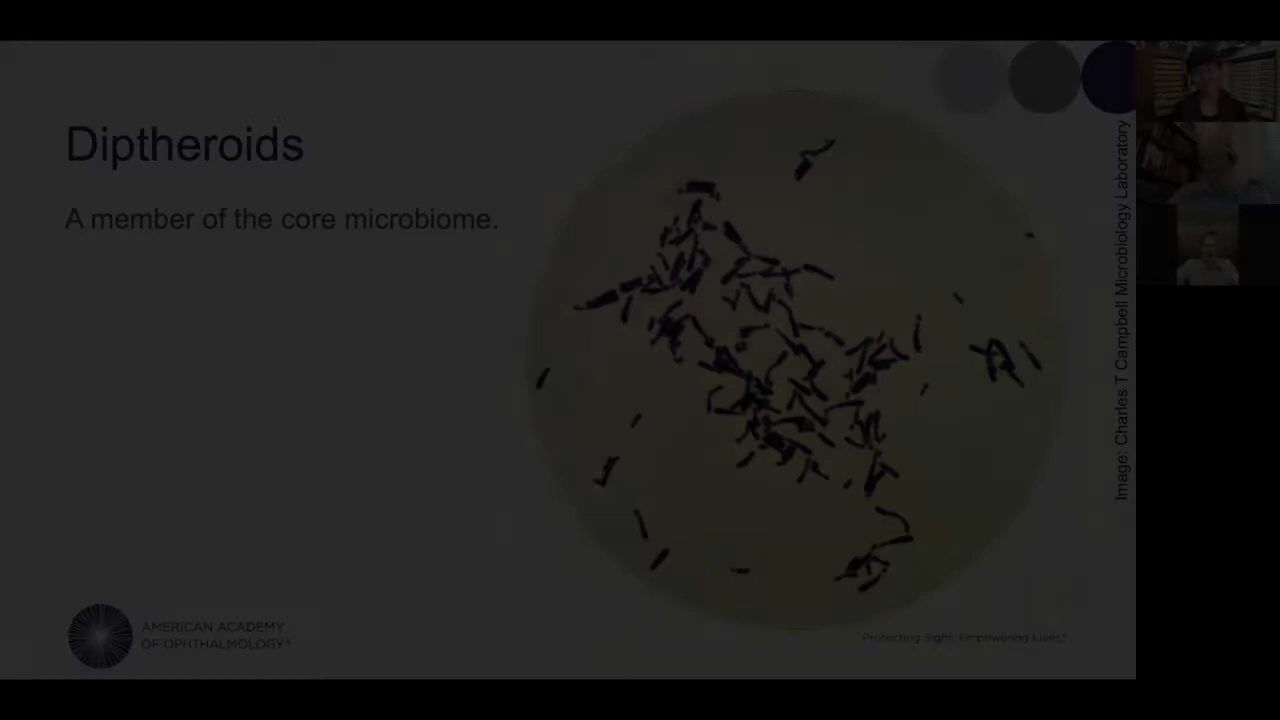 Diptheroids
A member of the core microbiome.
Image: Charles T Campbell Microbiology Laboratory
AMERICAN ACADEMY
OF OPHTHALMOLOGY®
Protecting Sight. Empowering Lives.®